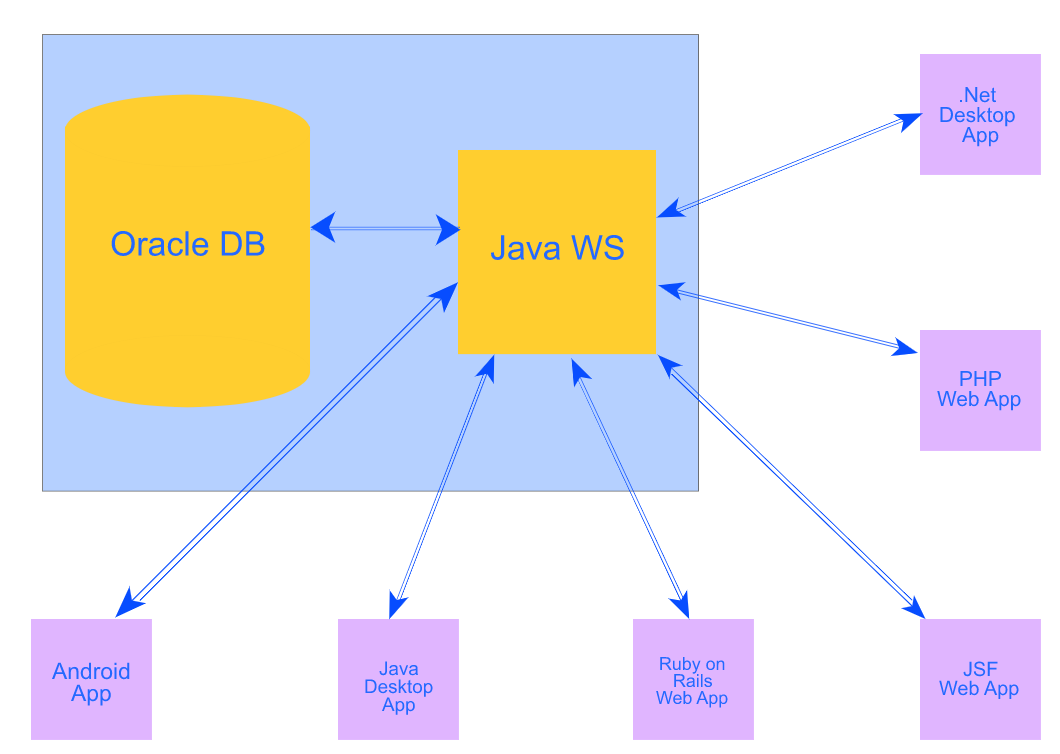 .Net
Desktop
App
Oracle DB
Java WS
PHP
Web App
Android
App
Java
Desktop
App
Ruby on
Rails
Web App
JSF
Web App